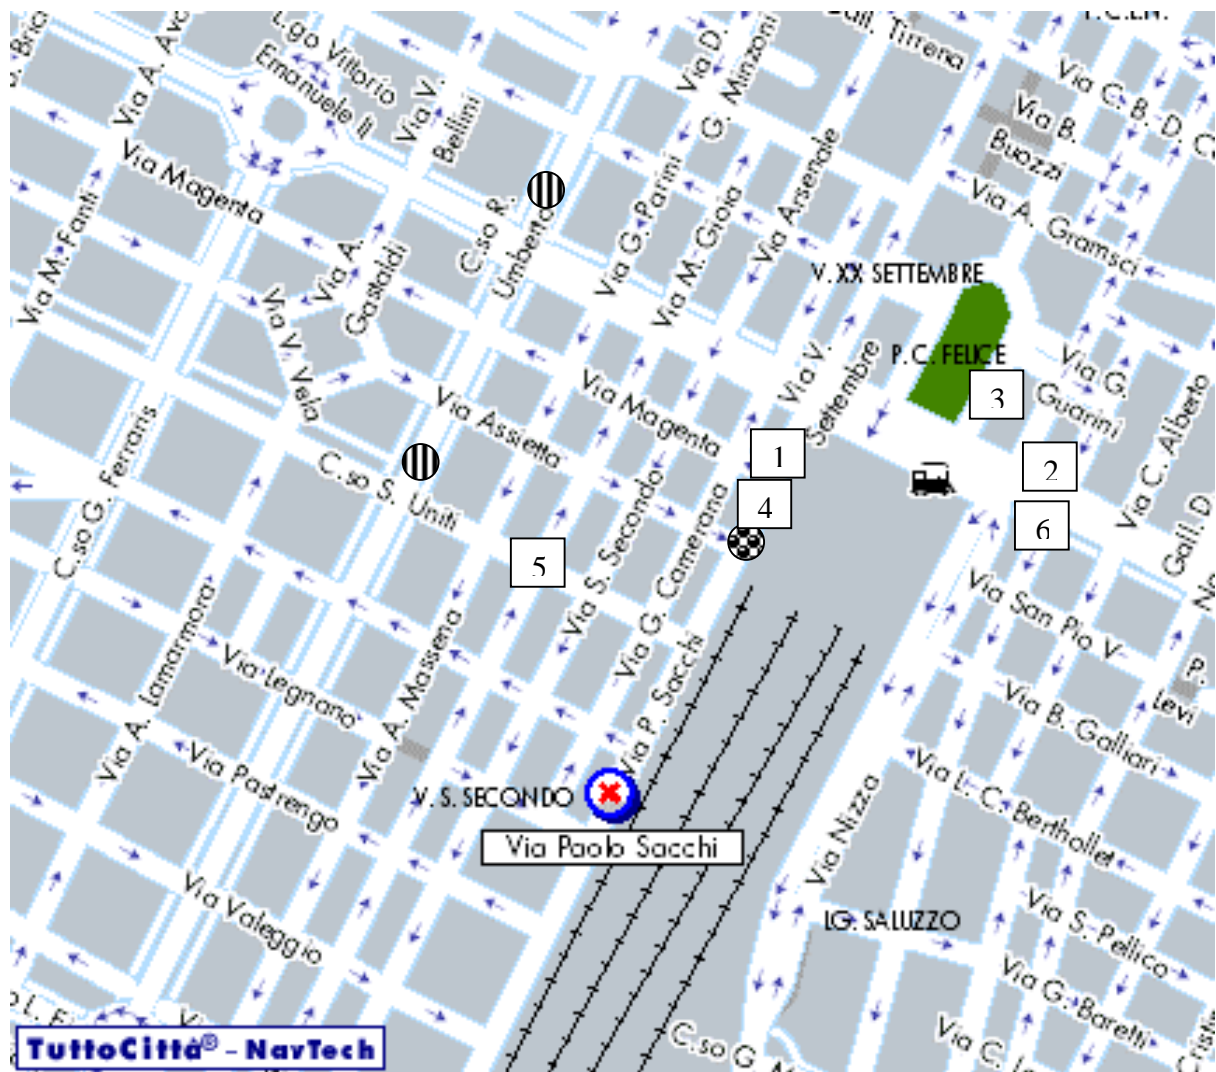 L.go Vittorio
Emanuele II
Via V.
Bellini
Via D.
G. Minzoni
Gall. Tirrena
Via C. B. D. C
Via B.
Buozzi
Via A. Gramsci
Via Magenta
Via M. Fanti
Via A.
Gastaldi
Via V. Vela
C.so R.
Umberto
Via G. Parini
Via M. Gioia
Via Arsenale
V. XX SETTEMBRE
P.C. FELICE
Via V.
Settembre
Via G.
Guarini
Via C. Alberto
Gall. D
3
1
2
4
6
5
Via Magenta
Via Assietta
C.so S. Uniti
C.so G. Ferraris
Via S. Secondo
Via G. Camerana
Via P. Sacchi
Via San Pio V
P.
Levi
Via B. Galliari
Via L. C. Berthollet
Via Legnano
Via A. Lamarmora
Via A. Massena
Via Pastrengo
V. S. SECONDO
Via Paolo Sacchi
Via Nizza
Via Valeggio
LG. SALUZZO
Via S. Pellico
Via G. Baretti
C.so G. M
TuttoCittà® - NavTech